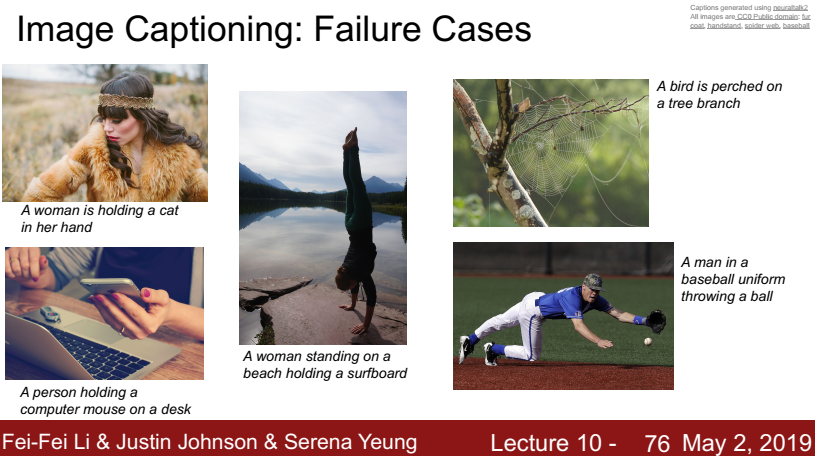 Image Captioning: Failure Cases
Captions generated using neuraltalk2
All images are CC0 Public domain: fur
coat, handstand, spider web, baseball
A woman is holding a cat
in her hand
A person holding a
computer mouse on a desk
A woman standing on a
beach holding a surfboard
A bird is perched on
a tree branch
A man in a
baseball uniform
throwing a ball
Fei-Fei Li & Justin Johnson & Serena Yeung Lecture 10 - 76 May 2, 2019